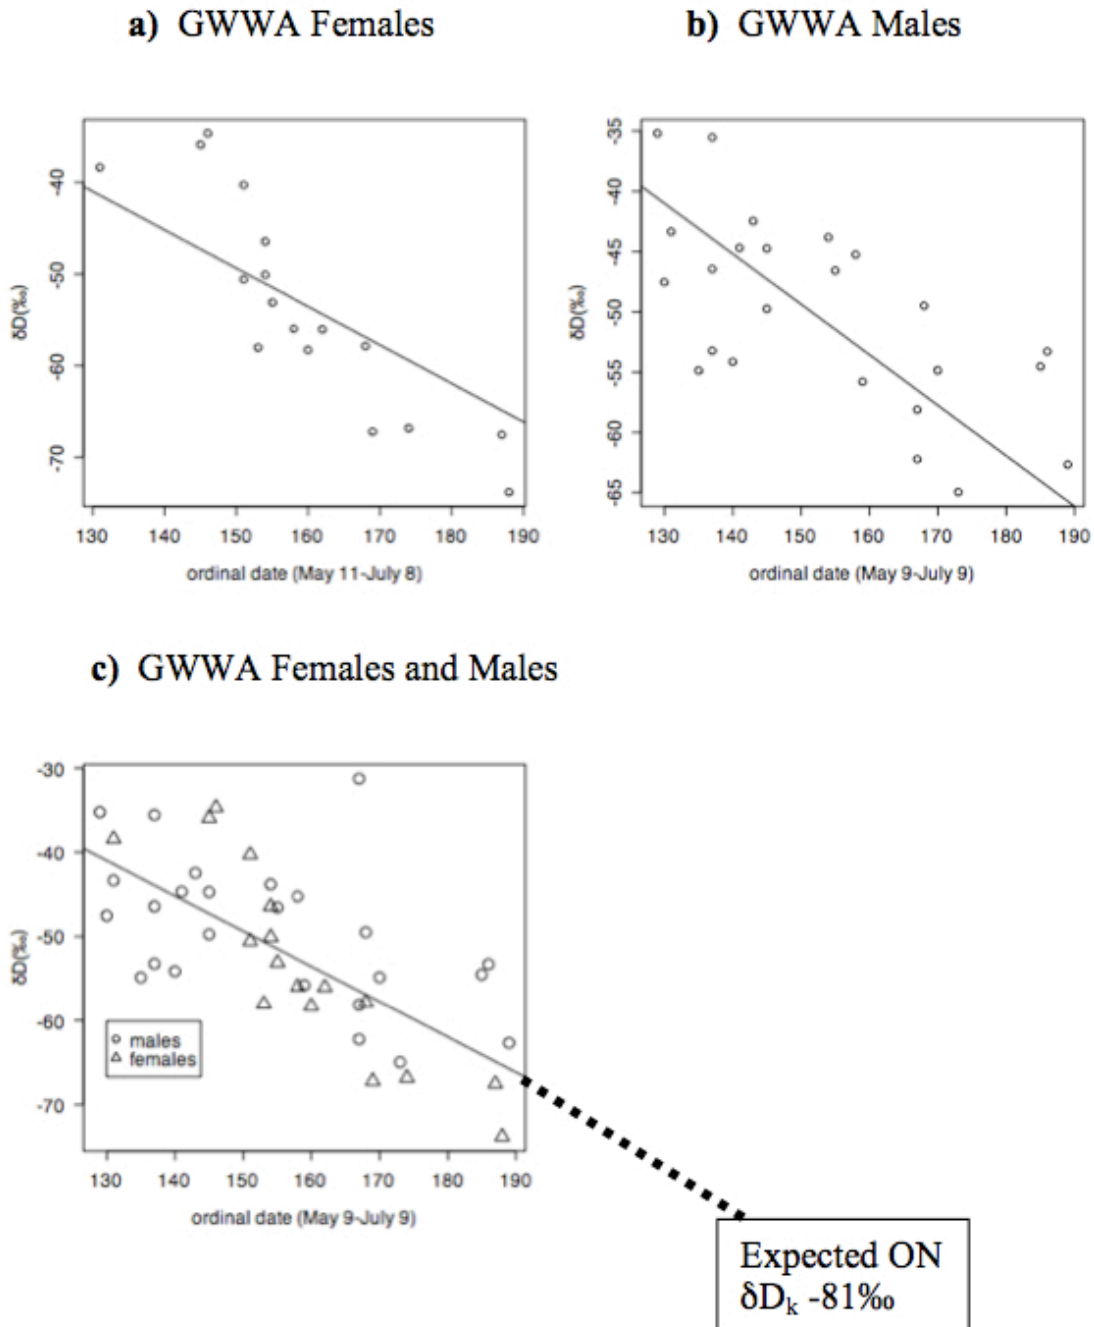 a) GWWA Females
b) GWWA Males
-40
-50
-60
-70
δD(‰)
130 140 150 160 170 180 190
ordinal date (May 11-July 8)
-35
-40
-45
-50
-55
-60
-65
δD(‰)
130 140 150 160 170 180 190
ordinal date (May 9-July 9)
c) GWWA Females and Males
-30
-40
-50
-60
-70
δD(‰)
males
females
130 140 150 160 170 180 190
ordinal date (May 9-July 9)
Expected ON
δDₖ -81‰